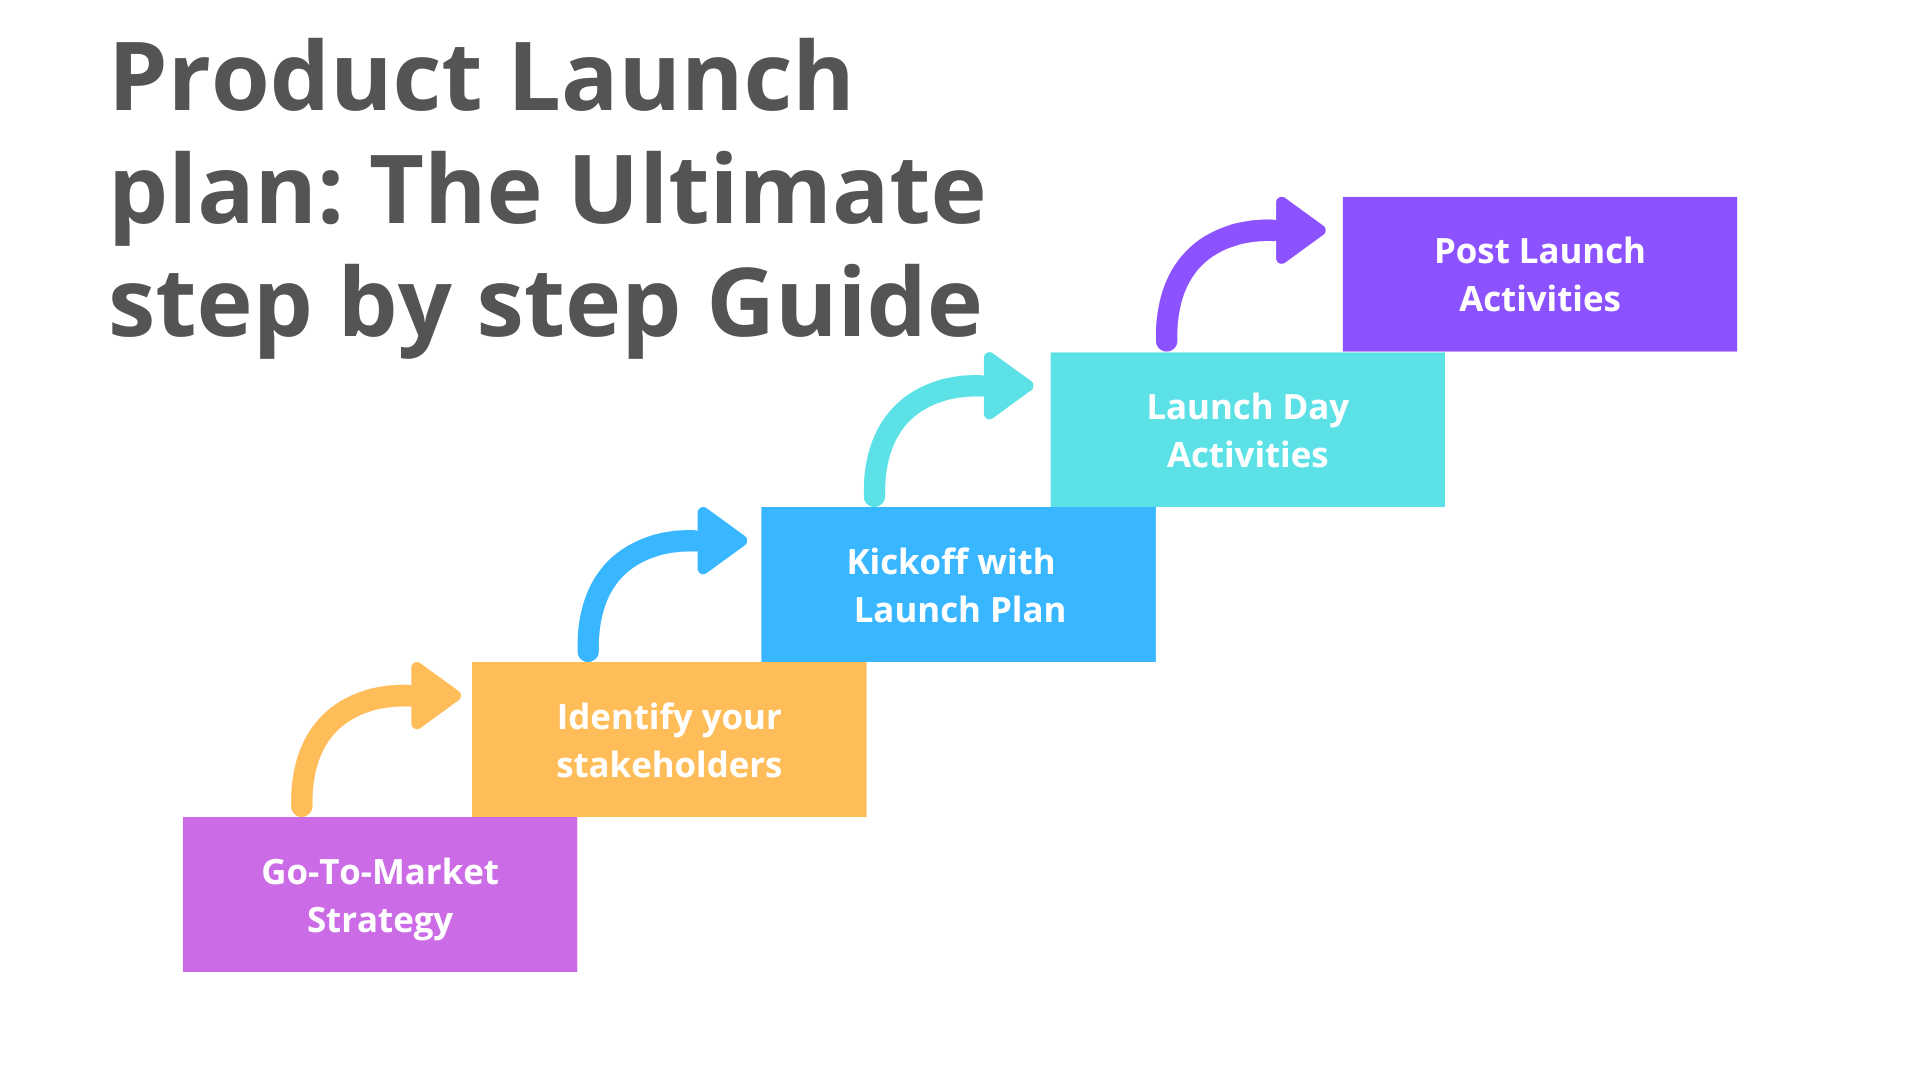 Product Launch
plan: The Ultimate
step by step Guide
Post Launch
Activities
Launch Day
Activities
Kickoff with
Launch Plan
Identify your
stakeholders
Go-To-Market
Strategy